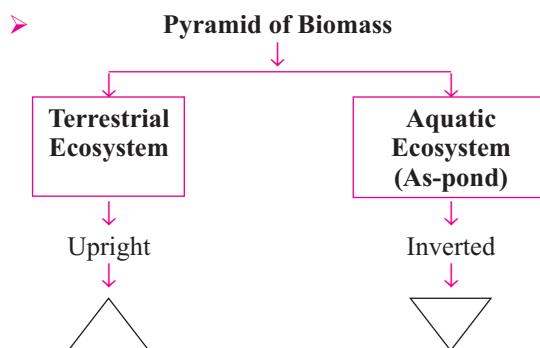 Pyramid of Biomass
Terrestrial
Ecosystem
Aquatic
Ecosystem
(As-pond)
Upright
Inverted